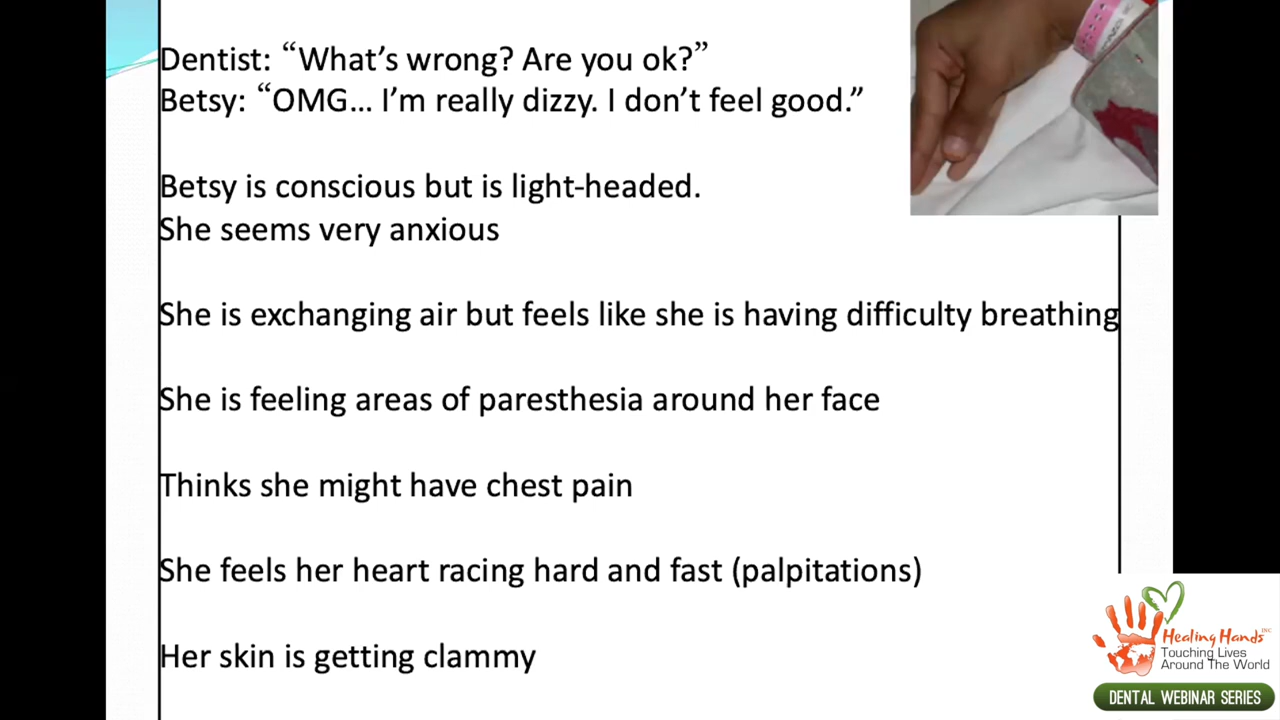 Dentist: “What’s wrong? Are you ok?”
Betsy: “OMG... I’m really dizzy. I don’t feel good.”
Betsy is conscious but is light-headed.
She seems very anxious
She is exchanging air but feels like she is having difficulty breathing
She is feeling areas of paresthesia around her face
Thinks she might have chest pain
She feels her heart racing hard and fast (palpitations)
Her skin is getting clammy
Healing Hands INC
Touching Lives
Around The World
DENTAL WEBINAR SERIES